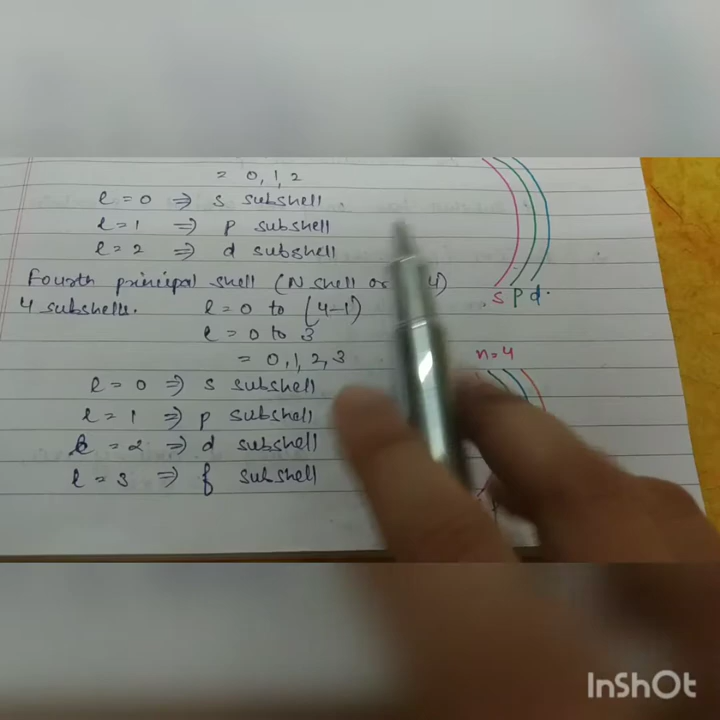 = 0, 1, 2
l = 0 ⇒ s subshell.
l = 1 ⇒ p subshell
l = 2 ⇒ d subshell
s p d.
Fourth principal shell (N shell or 4)
4 subshells. l = 0 to (4-1)
l = 0 to 3
= 0, 1, 2, 3
n=4
l = 0 ⇒ s subshell
l = 1 ⇒ p subshell
l = 2 ⇒ d subshell
l = 3 ⇒ f subshell
InShOt